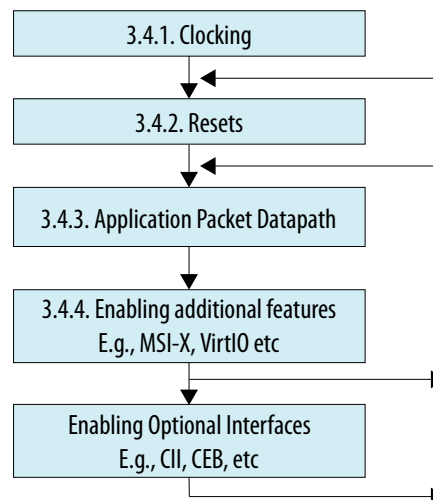 3.4.1. Clocking
3.4.2. Resets
3.4.3. Application Packet Datapath
3.4.4. Enabling additional features
E.g., MSI-X, VirtIO etc
Enabling Optional Interfaces
E.g., CII, CEB, etc